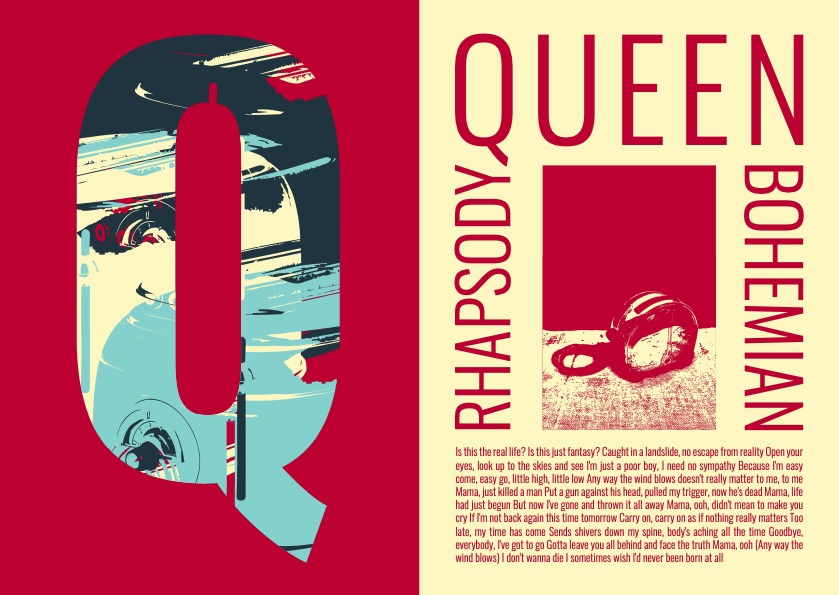 Q
QUEEN
BOHEMIAN
RHAPSODY
Is this the real life? Is this just fantasy? Caught in a landslide, no escape from reality Open your
eyes, look up to the skies and see I'm just a poor boy, I need no sympathy Because I'm easy
come, easy go, little high, little low Any way the wind blows doesn't really matter to me, to me
Mama, just killed a man Put a gun against his head, pulled my trigger, now he's dead Mama, life
had just begun But now I've gone and thrown it all away Mama, ooh, didn't mean to make you
cry If I'm not back again this time tomorrow Carry on, carry on as if nothing really matters Too
late, my time has come Sends shivers down my spine, body's aching all the time Goodbye,
everybody, I've got to go Gotta leave you all behind and face the truth Mama, ooh (Any way the
wind blows) I don't wanna die I sometimes wish I'd never been born at all